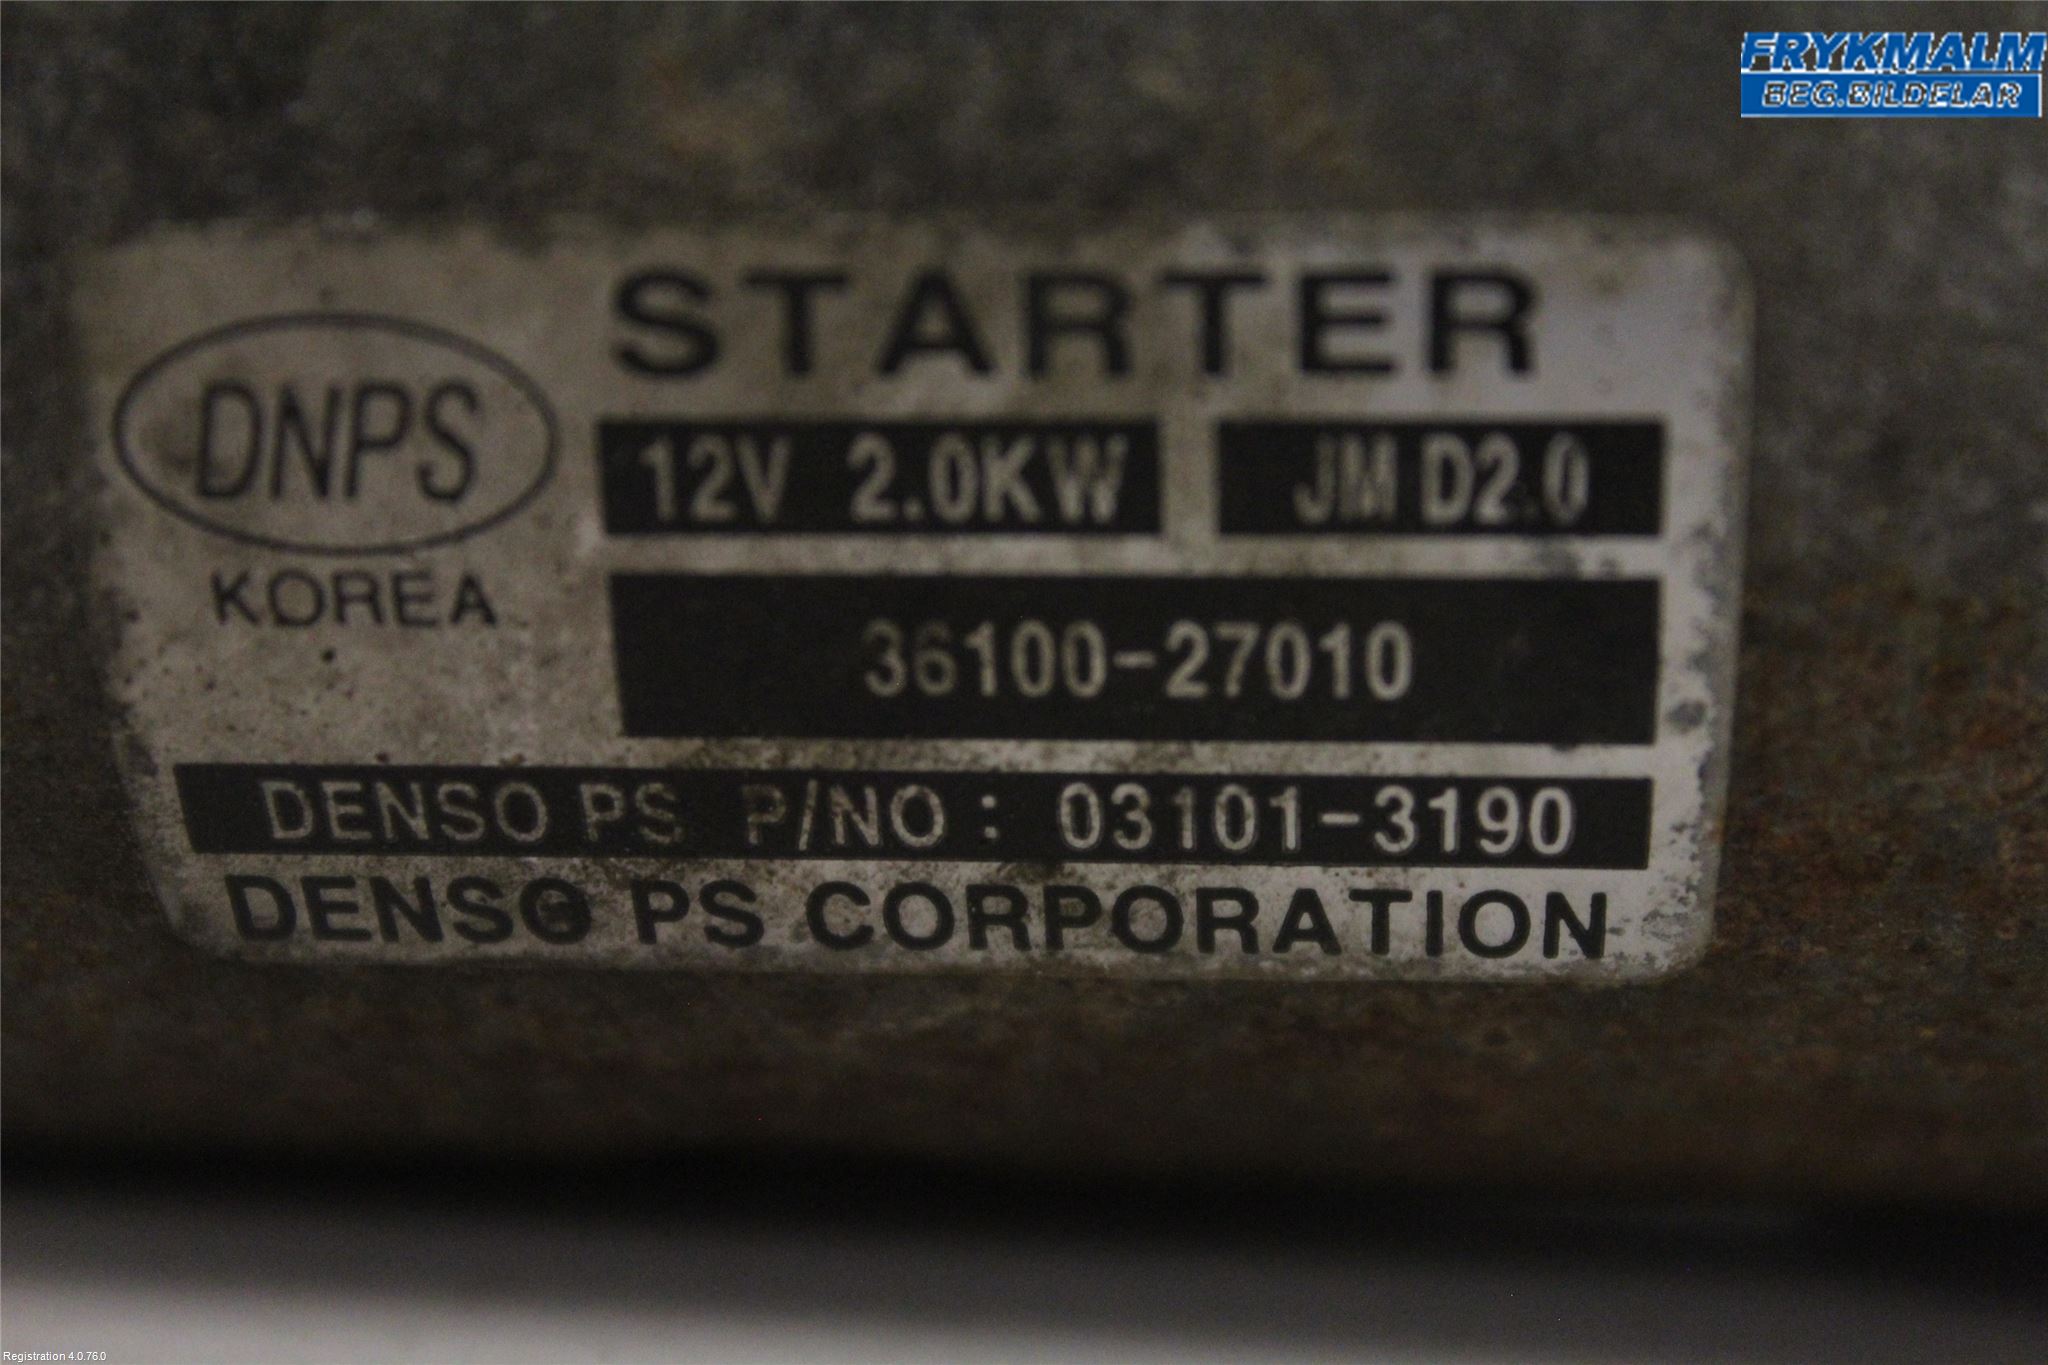 FRYKMALM
BEG.BILDELAR
STARTER
DNPS
KOREA
12V 2.0KW
JM D2.0
36100-27010
DENSO PS P/NO : 03101-3190
DENSO PS CORPORATION
Registration 4.0.76.0